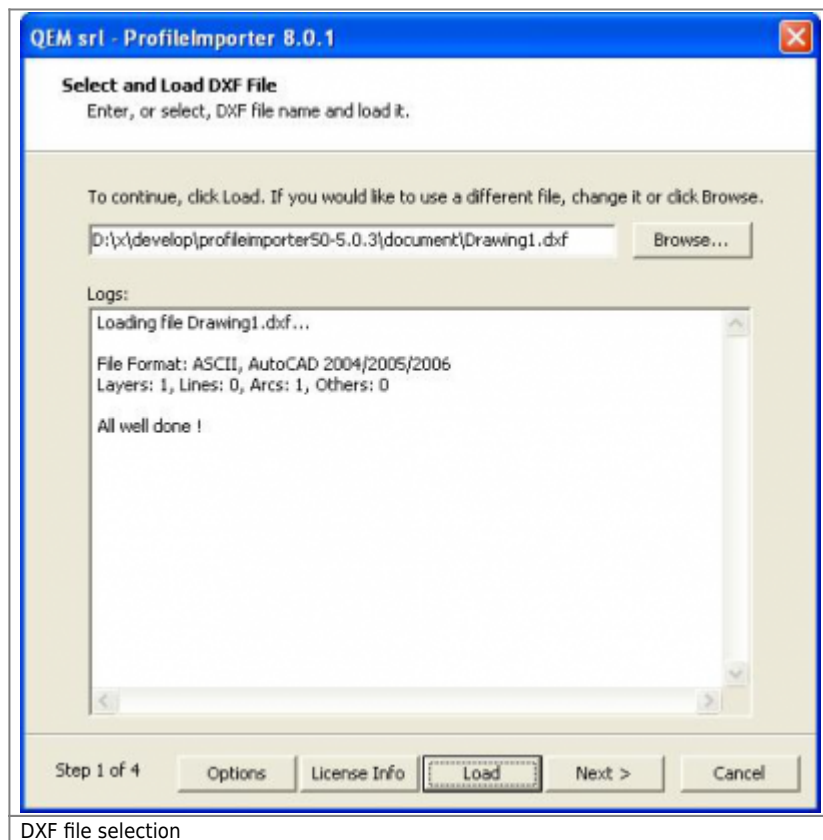 QEM srl - ProfileImporter 8.0.1
Select and Load DXF File
Enter, or select, DXF file name and load it.
To continue, click Load. If you would like to use a different file, change it or click Browse.
D:\x\develop\profileimporter50-5.0.3\document\Drawing1.dxf
Browse...
Logs:
Loading file Drawing1.dxf...
File Format: ASCII, AutoCAD 2004/2005/2006
Layers: 1, Lines: 0, Arcs: 1, Others: 0
All well done !
Step 1 of 4 Options License Info Load Next > Cancel
DXF file selection